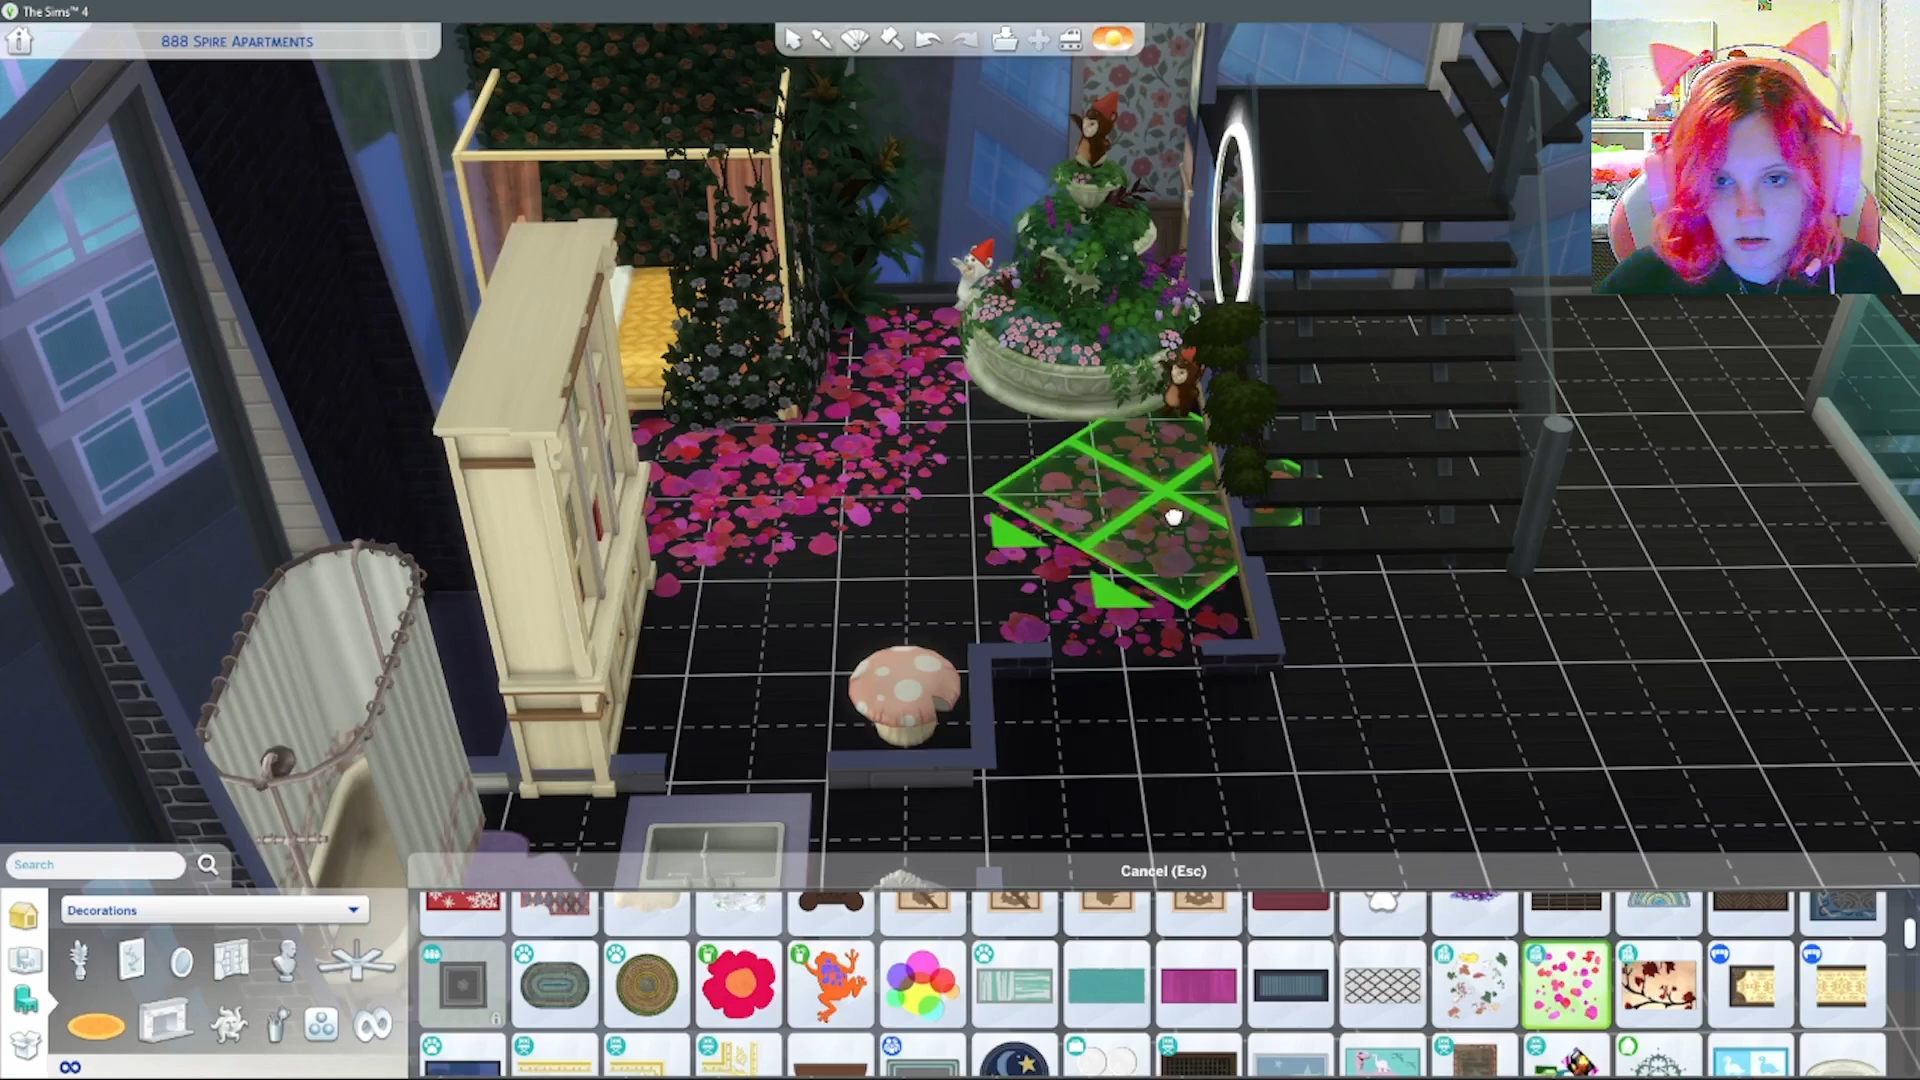 The Sims™ 4
888 Spire Apartments
Cancel (Esc)
Search
Decorations